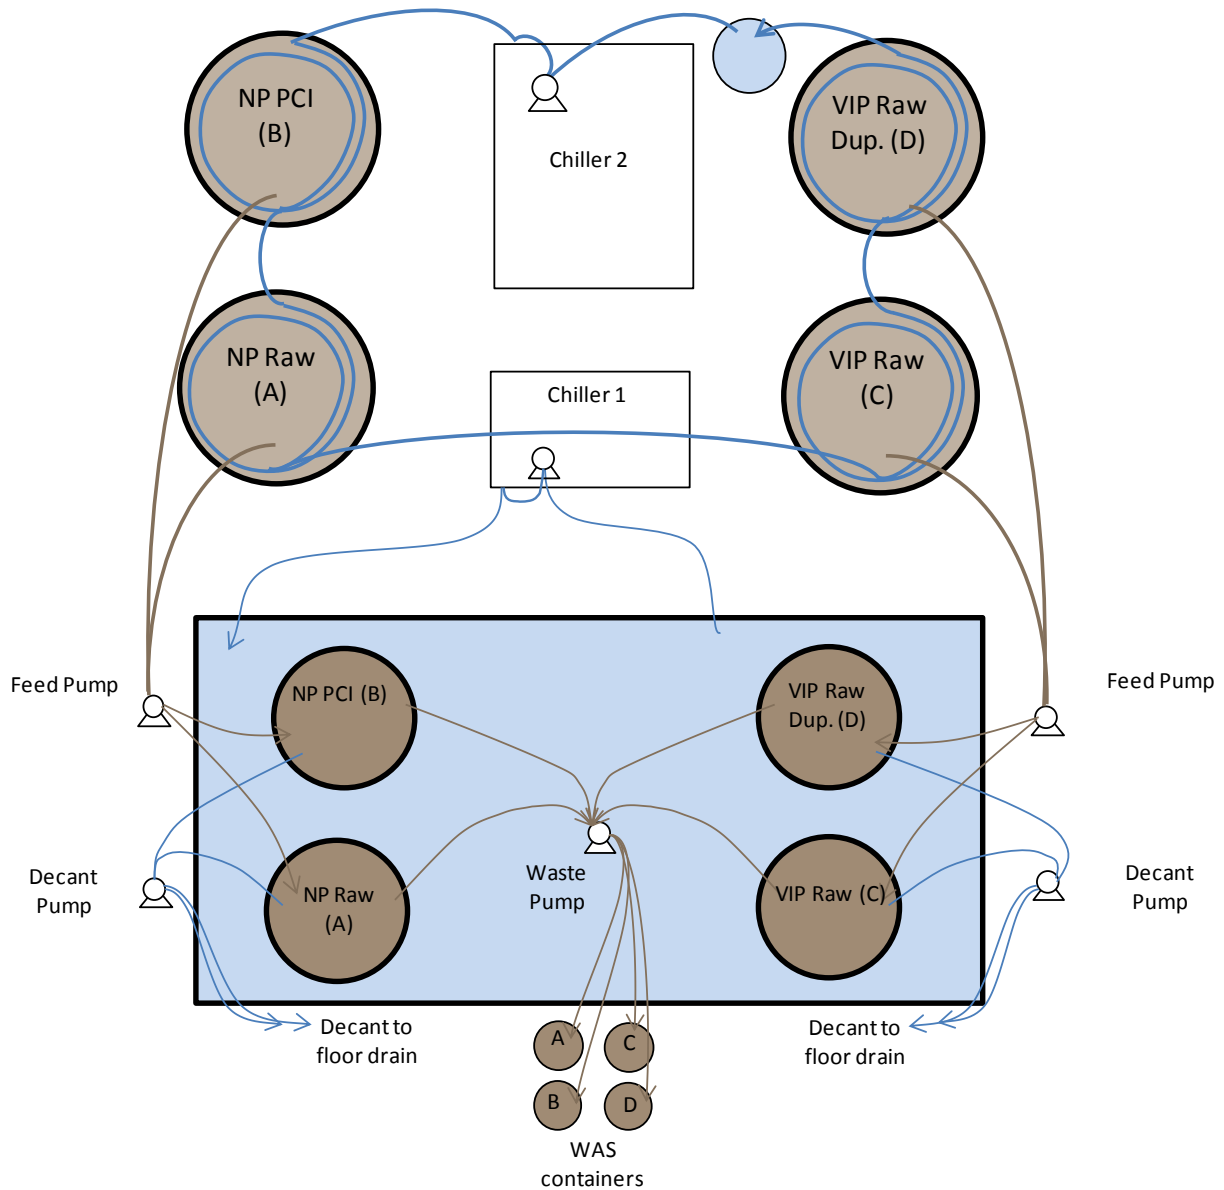 NP PCI
(B)
Chiller 2
VIP Raw
Dup. (D)
NP Raw
(A)
Chiller 1
VIP Raw
(C)
Feed Pump
NP PCI (B)
VIP Raw
Dup. (D)
Feed Pump
Decant
Pump
NP Raw
(A)
Waste
Pump
VIP Raw (C)
Decant
Pump
Decant to
floor drain
Decant to
floor drain
A
C
B
D
WAS
containers